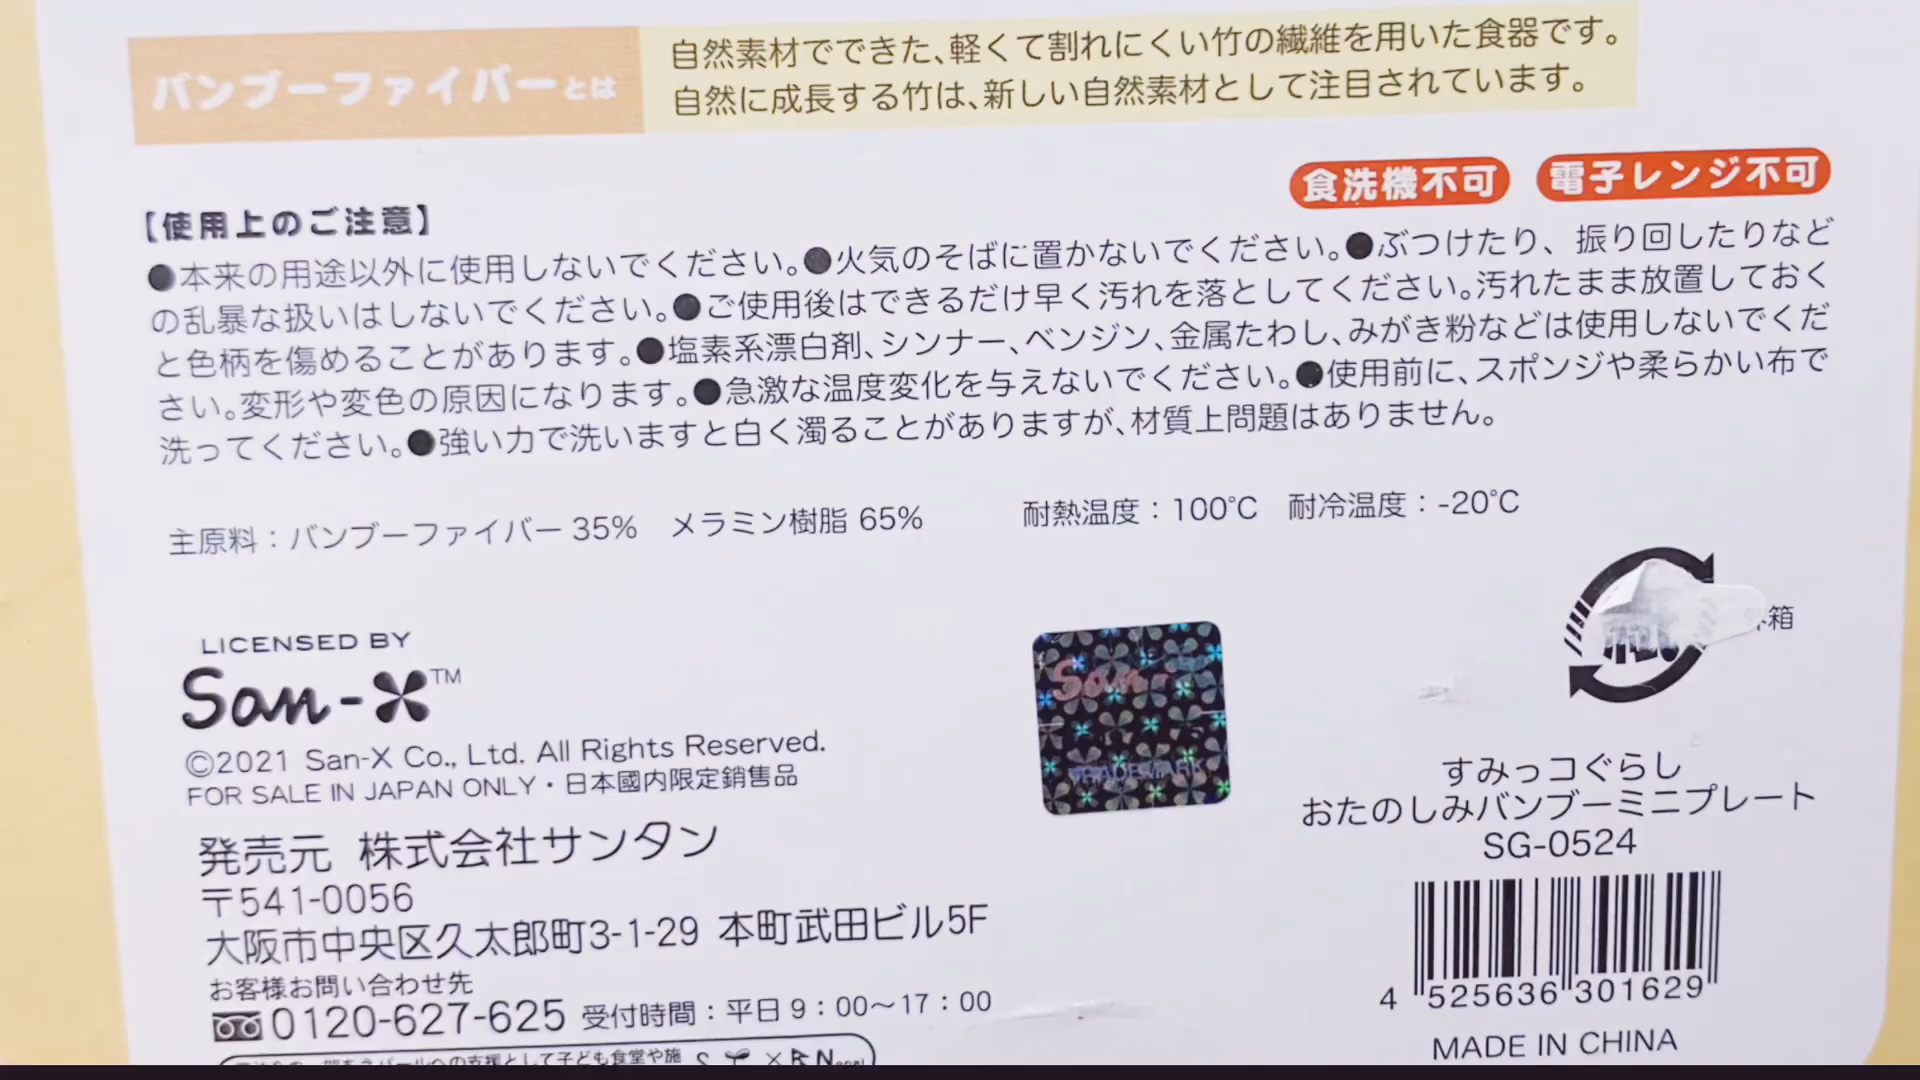 バンブーファイバーとは
自然素材でできた、軽くて割れにくい竹の繊維を用いた食器です。
自然に成長する竹は、新しい自然素材として注目されています。
食洗機不可 電子レンジ不可
【使用上のご注意】
●本来の用途以外に使用しないでください。●火気のそばに置かないでください。●ぶつけたり、振り回したりなど
の乱暴な扱いはしないでください。●ご使用後はできるだけ早く汚れを落としてください。汚れたまま放置しておく
と色柄を傷めることがあります。●塩素系漂白剤、シンナー、ベンジン、金属たわし、みがき粉などは使用しないでくだ
さい。変形や変色の原因になります。●急激な温度変化を与えないでください。●使用前に、スポンジや柔らかい布で
洗ってください。●強い力で洗いますと白く濁ることがありますが、材質上問題はありません。
主原料：バンブーファイバー 35% メラミン樹脂 65% 耐熱温度：100℃ 耐冷温度：-20℃
箱
LICENSED BY
San-X™
©2021 San-X Co., Ltd. All Rights Reserved.
FOR SALE IN JAPAN ONLY・日本國内限定銷售品
San-X
TRADEMARK
発売元 株式会社サンタン
〒541-0056
大阪市中央区久太郎町3-1-29 本町武田ビル5F
お客様お問い合わせ先
0120-627-625 受付時間：平日 9：00～17：00
すみっコぐらし
おたのしみバンブーミニプレート
SG-0524
4 525636 301629
MADE IN CHINA
支援として子ども食堂や施